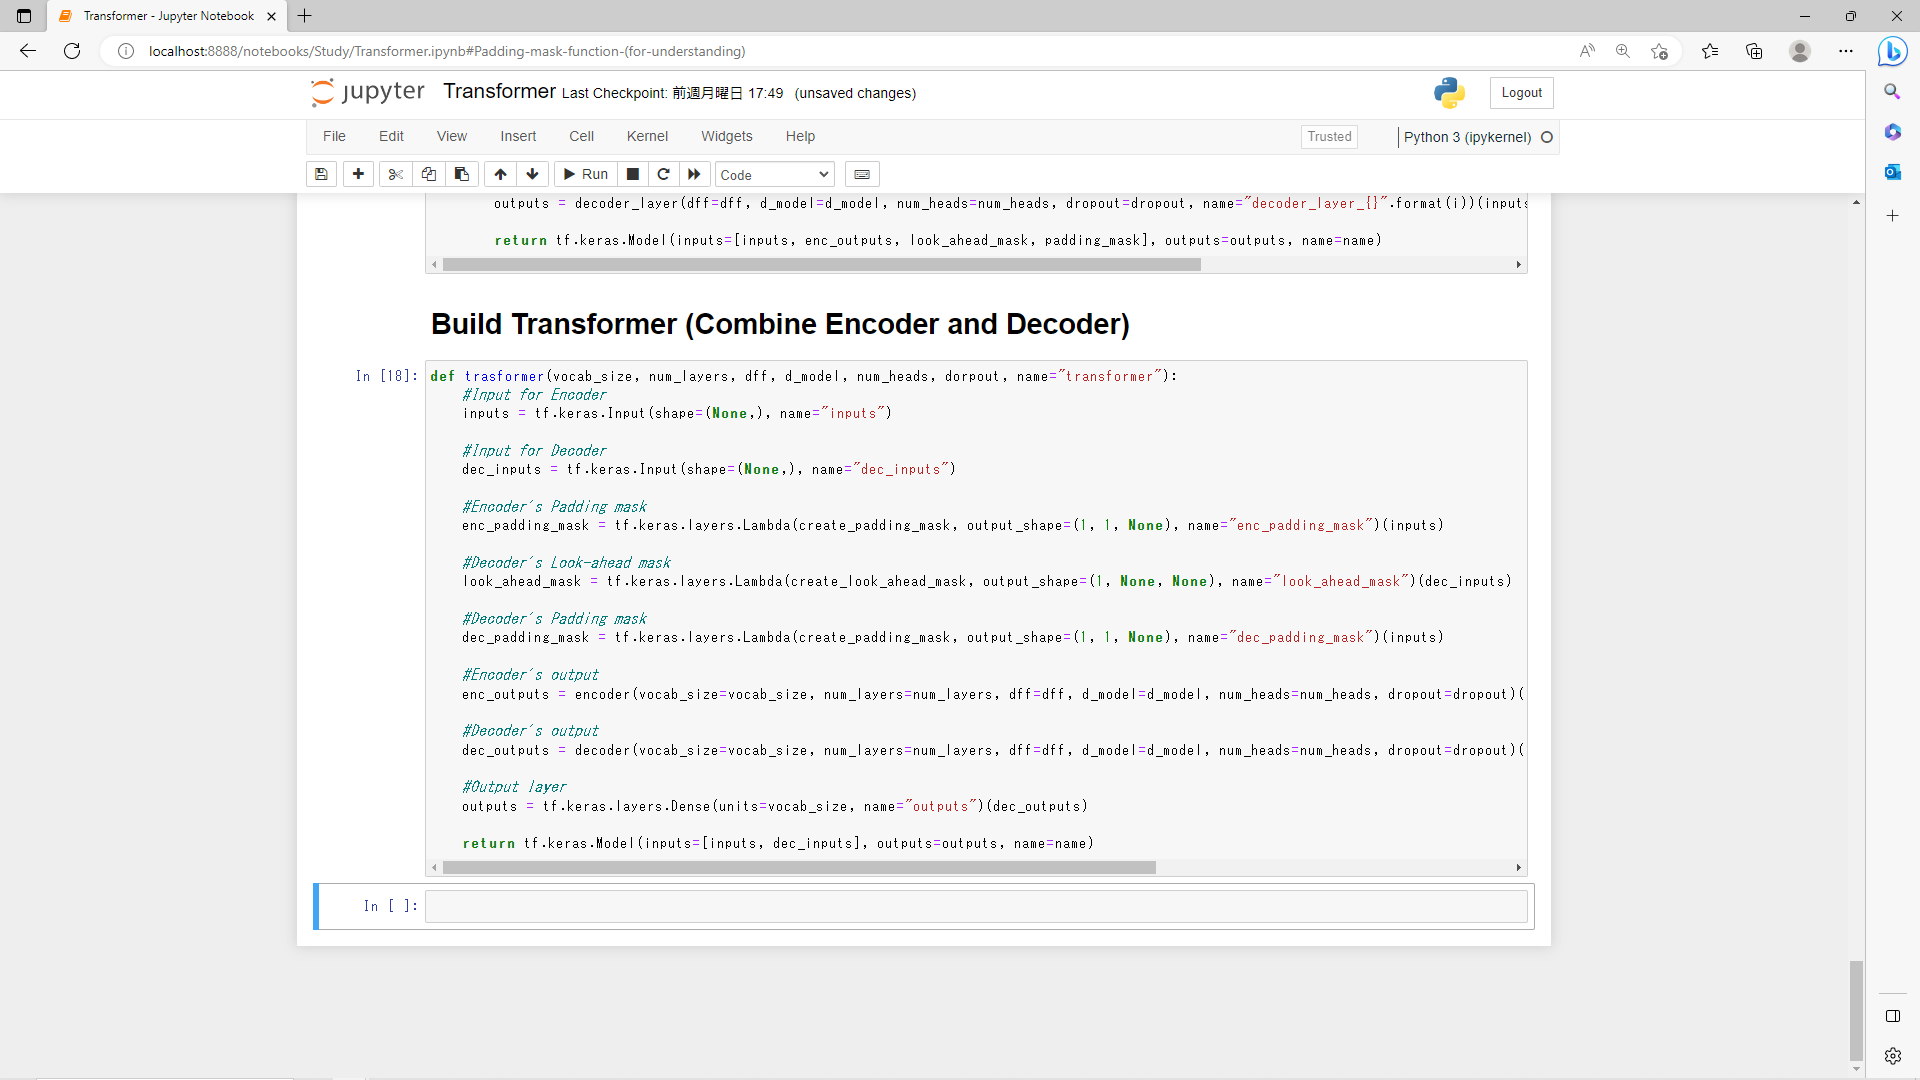 Transformer - Jupyter Notebook
localhost:8888/notebooks/Study/Transformer.ipynb#Padding-mask-function-(for-understanding)
jupyter Transformer Last Checkpoint: 前週月曜日 17:49 (unsaved changes)
Logout
File Edit View Insert Cell Kernel Widgets Help
Trusted
Python 3 (ipykernel)
Run
Code
outputs = decoder_layer(dff=dff, d_model=d_model, num_heads=num_heads, dropout=dropout, name="decoder_layer_{}".format(i))(inputs
return tf.keras.Model(inputs=[inputs, enc_outputs, look_ahead_mask, padding_mask], outputs=outputs, name=name)
Build Transformer (Combine Encoder and Decoder)
In [18]: def trasformer(vocab_size, num_layers, dff, d_model, num_heads, dorpout, name="transformer"):
#Input for Encoder
inputs = tf.keras.Input(shape=(None,), name="inputs")
#Input for Decoder
dec_inputs = tf.keras.Input(shape=(None,), name="dec_inputs")
#Encoder's Padding mask
enc_padding_mask = tf.keras.layers.Lambda(create_padding_mask, output_shape=(1, 1, None), name="enc_padding_mask")(inputs)
#Decoder's Look-ahead mask
look_ahead_mask = tf.keras.layers.Lambda(create_look_ahead_mask, output_shape=(1, None, None), name="look_ahead_mask")(dec_inputs)
#Decoder's Padding mask
dec_padding_mask = tf.keras.layers.Lambda(create_padding_mask, output_shape=(1, 1, None), name="dec_padding_mask")(inputs)
#Encoder's output
enc_outputs = encoder(vocab_size=vocab_size, num_layers=num_layers, dff=dff, d_model=d_model, num_heads=num_heads, dropout=dropout)(
#Decoder's output
dec_outputs = decoder(vocab_size=vocab_size, num_layers=num_layers, dff=dff, d_model=d_model, num_heads=num_heads, dropout=dropout)(
#Output layer
outputs = tf.keras.layers.Dense(units=vocab_size, name="outputs")(dec_outputs)
return tf.keras.Model(inputs=[inputs, dec_inputs], outputs=outputs, name=name)
In [ ]: